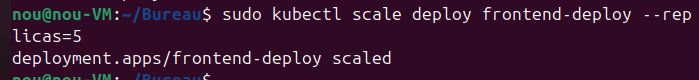 nou@nou-VM:~/Bureau$ sudo kubectl scale deploy frontend-deploy --rep
licas=5
deployment.apps/frontend-deploy scaled
nou@nou-VM:~/Bureau$